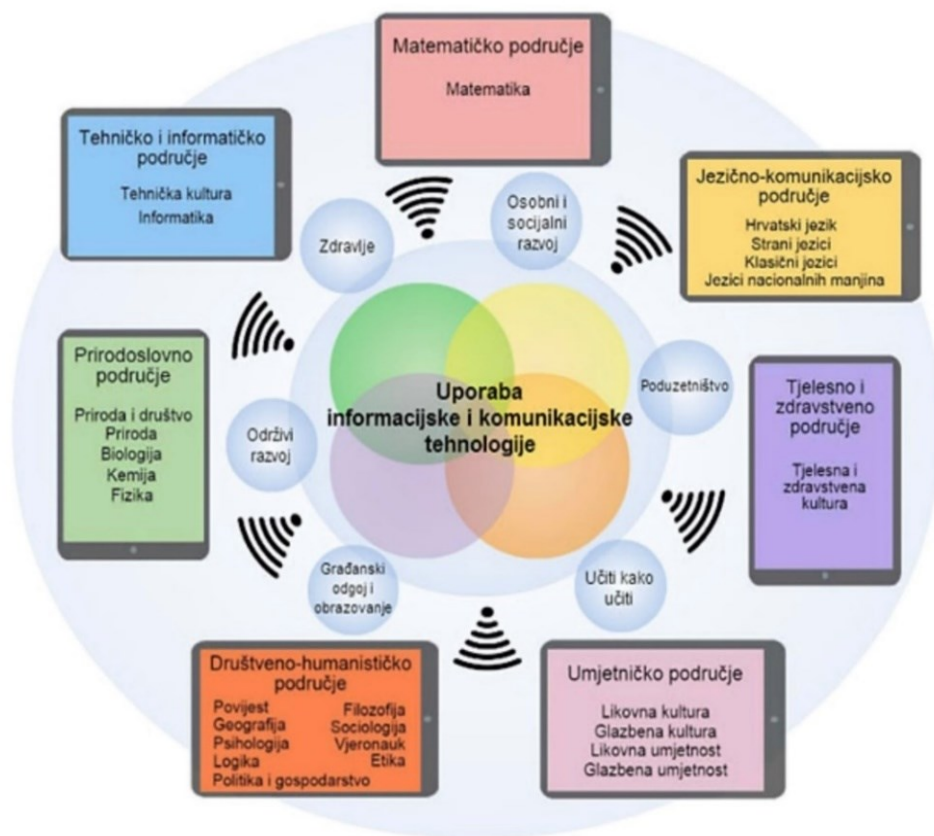 Matematičko područje
Matematika
Tehničko i informatičko
područje
Tehnička kultura
Informatika
Jezično-komunikacijsko
područje
Hrvatski jezik
Strani jezici
Klasični jezici
Jezici nacionalnih manjina
Zdravlje
Osobni i
socijalni
razvoj
Prirodoslovno
područje
Priroda i društvo
Priroda
Biologija
Kemija
Fizika
Održivi
razvoj
Uporaba
informacijske i komunikacijske
tehnologije
Poduzetništvo
Tjelesno i
zdravstveno
područje
Tjelesna i
zdravstvena
kultura
Građanski
odgoj i
obrazovanje
Učiti kako
učiti
Društveno-humanističko
područje
Povijest
Geografija
Psihologija
Logika
Politika i gospodarstvo
Filozofija
Sociologija
Vjeronauk
Etika
Umjetničko područje
Likovna kultura
Glazbena kultura
Likovna umjetnost
Glazbena umjetnost